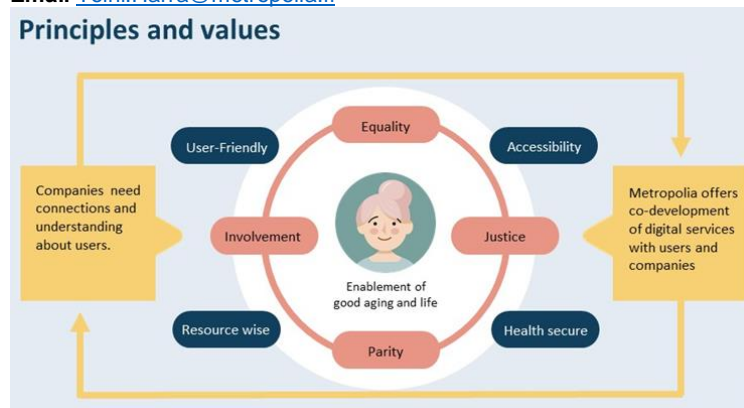 Principles and values
Equality
User-Friendly
Accessibility
Companies need
connections and
understanding
about users.
Involvement
Justice
Metropolia offers
co-development
of digital services
with users and
companies
Enablement of
good aging and life
Resource wise
Health secure
Parity